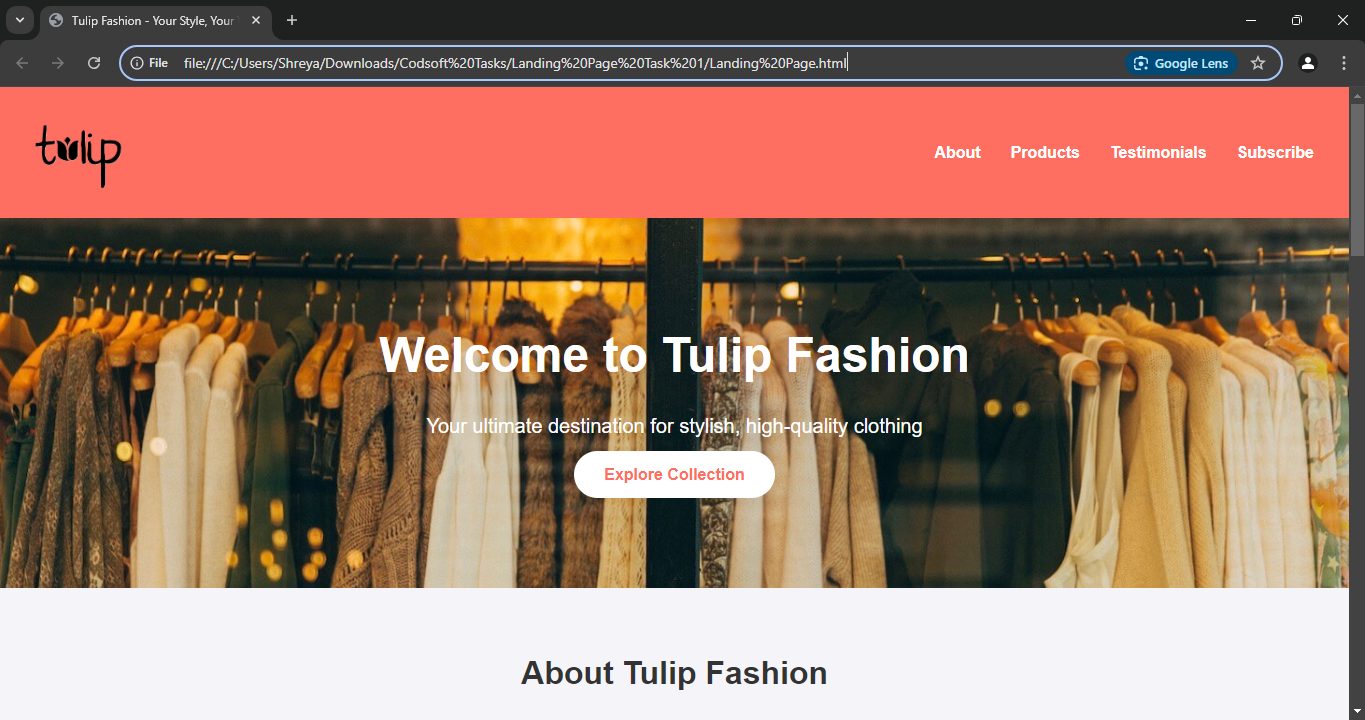 Tulip Fashion - Your Style, Your
File file:///C:/Users/Shreya/Downloads/Codsoft%20Tasks/Landing%20Page%20Task%201/Landing%20Page.html Google Lens
tulip
About Products Testimonials Subscribe
Welcome to Tulip Fashion
Your ultimate destination for stylish, high-quality clothing
Explore Collection
About Tulip Fashion